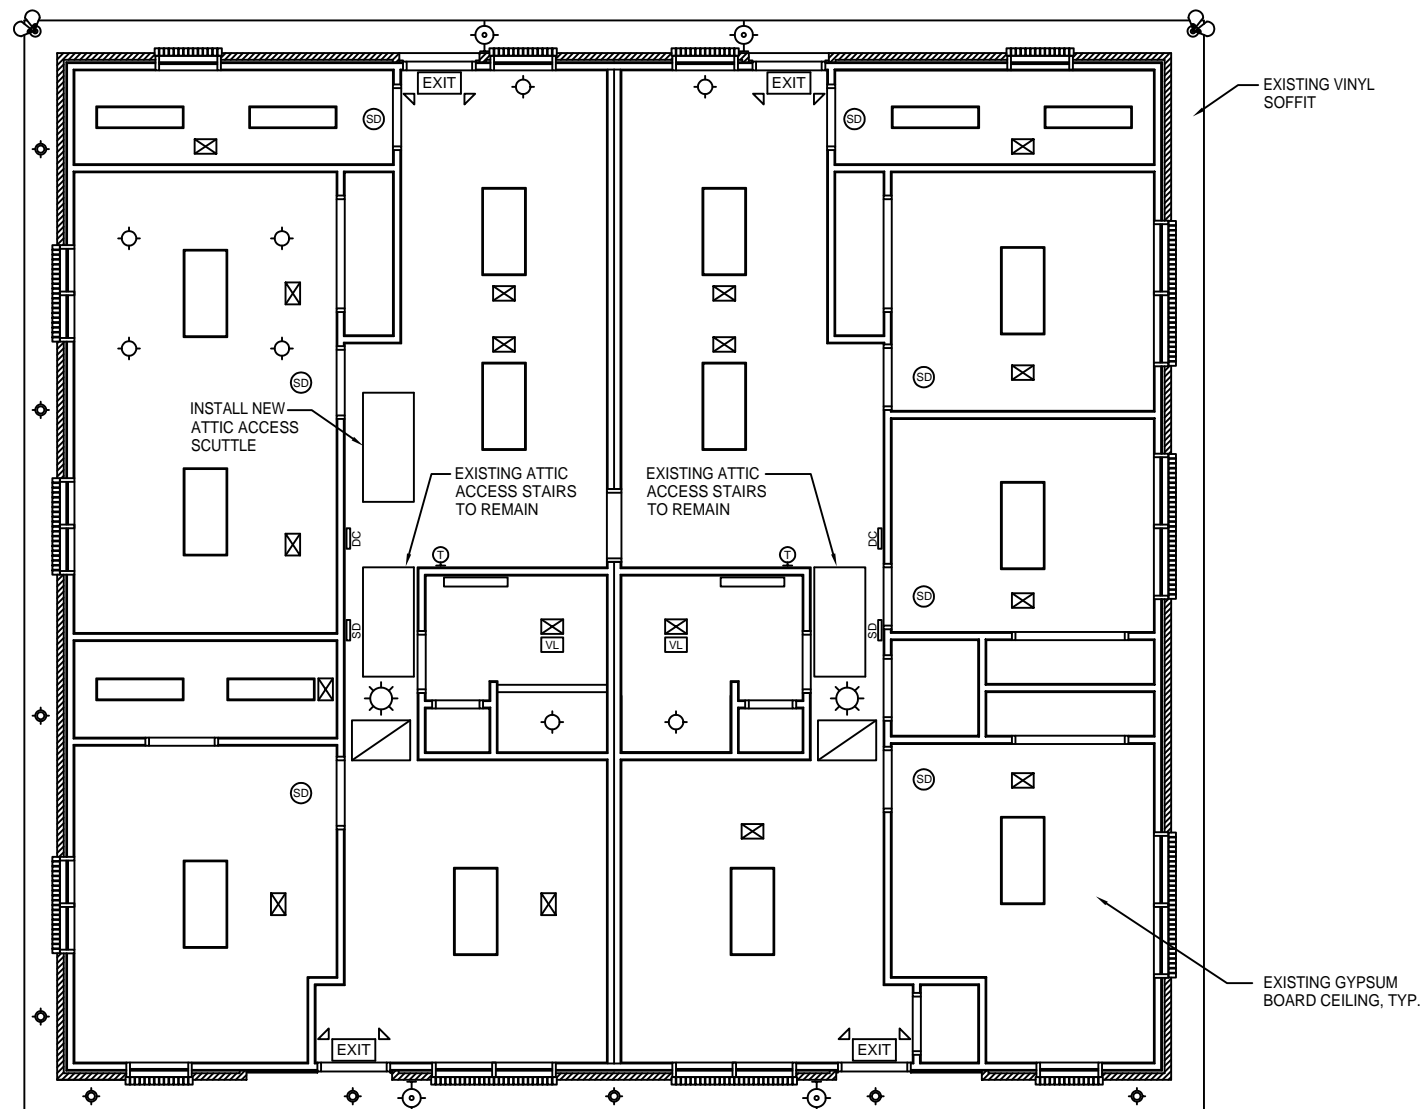 EXIT
EXIT
EXISTING VINYL
SOFFIT
SD
SD
SD
SD
INSTALL NEW
ATTIC ACCESS
SCUTTLE
EXISTING ATTIC
ACCESS STAIRS
TO REMAIN
EXISTING ATTIC
ACCESS STAIRS
TO REMAIN
DC
DC
T
T
SD
SD
SD
VL
VL
SD
SD
EXISTING GYPSUM
BOARD CEILING, TYP.
EXIT
EXIT